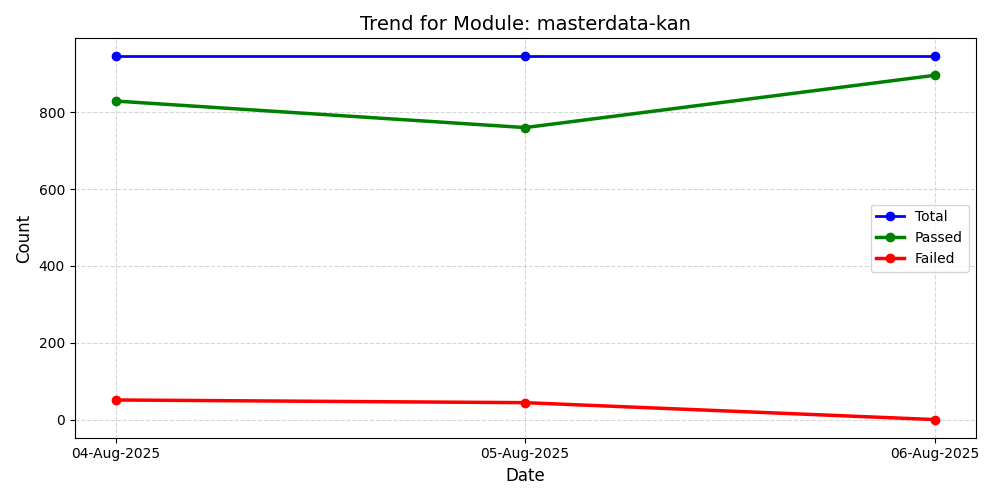 Trend for Module: masterdata-kan
Count
800
600
400
200
0
Total
Passed
Failed
04-Aug-2025
05-Aug-2025
06-Aug-2025
Date